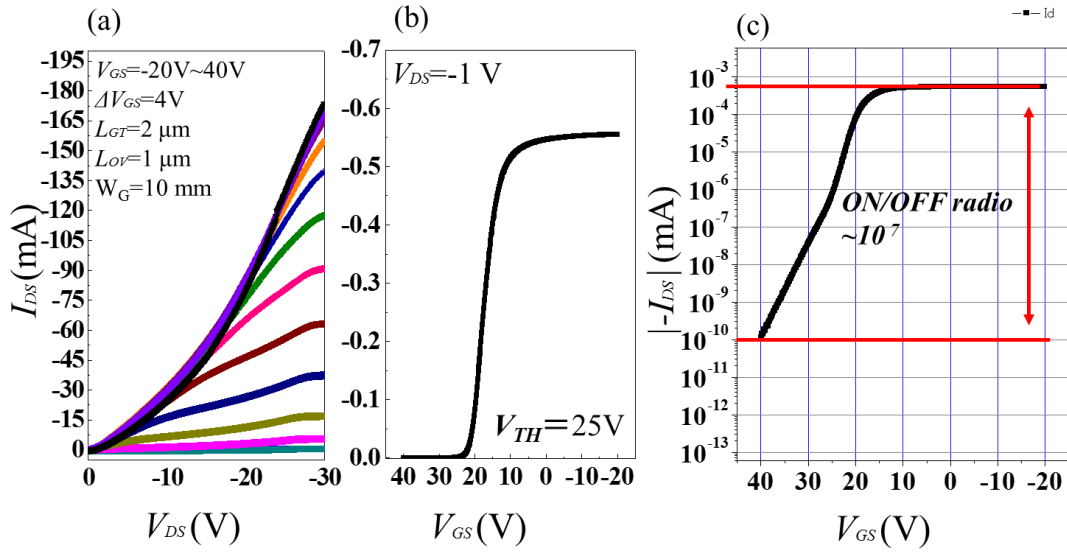 (a)
-195
-180
-165
-150
-135
-120
-105
-90
-75
-60
-45
-30
-15
0
I_DS(mA)
V_GS=-20V~40V
ΔV_GS=4V
L_GT=2 μm
L_OV=1 μm
W_G=10 mm
0 -10 -20 -30
V_DS(V)
(b)
-0.7
-0.6
-0.5
-0.4
-0.3
-0.2
-0.1
0.0
V_DS=-1 V
V_TH=25V
40 30 20 10 0 -10-20
V_GS(V)
(c)
Id
10⁻³
10⁻⁴
10⁻⁵
10⁻⁶
10⁻⁷
10⁻⁸
10⁻⁹
10⁻¹⁰
10⁻¹¹
10⁻¹²
10⁻¹³
|-I_DS|(mA)
ON/OFF radio
~10⁷
40 30 20 10 0 -10 -20
V_GS(V)